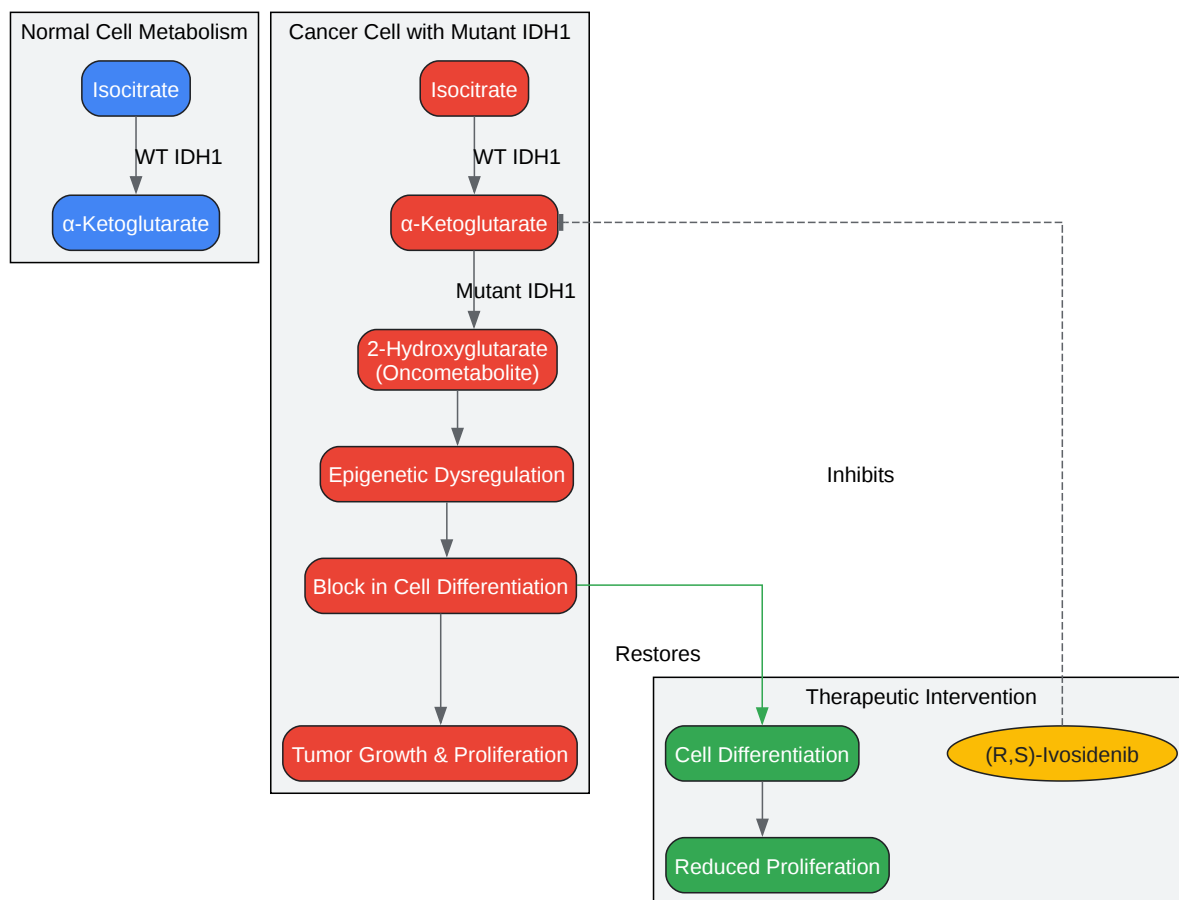 Normal Cell Metabolism
Isocitrate
WT IDH1
α-Ketoglutarate
Cancer Cell with Mutant IDH1
Isocitrate
WT IDH1
α-Ketoglutarate
Mutant IDH1
2-Hydroxyglutarate
(Oncometabolite)
Epigenetic Dysregulation
Block in Cell Differentiation
Tumor Growth & Proliferation
Inhibits
Restores
Therapeutic Intervention
Cell Differentiation
(R,S)-Ivosidenib
Reduced Proliferation